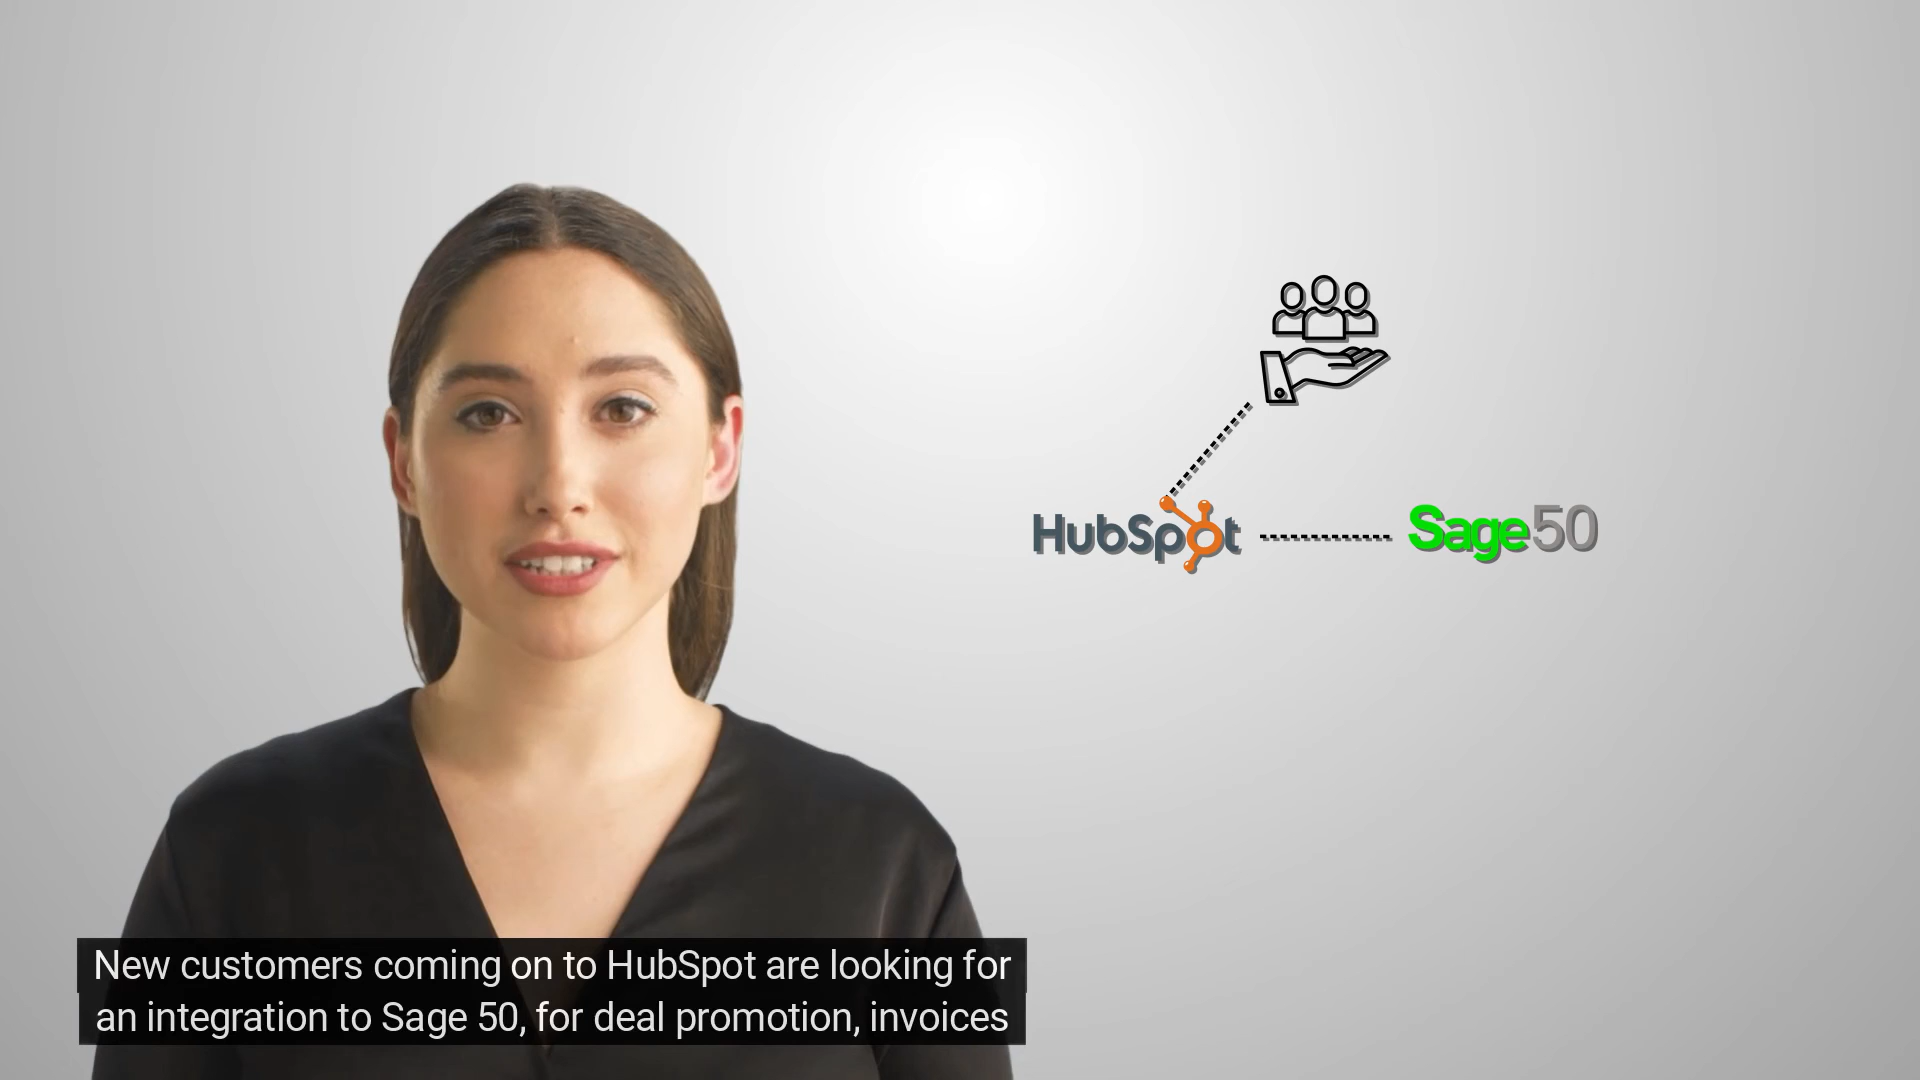 HubSpot
Sage50
New customers coming on to HubSpot are looking for
an integration to Sage 50, for deal promotion, invoices